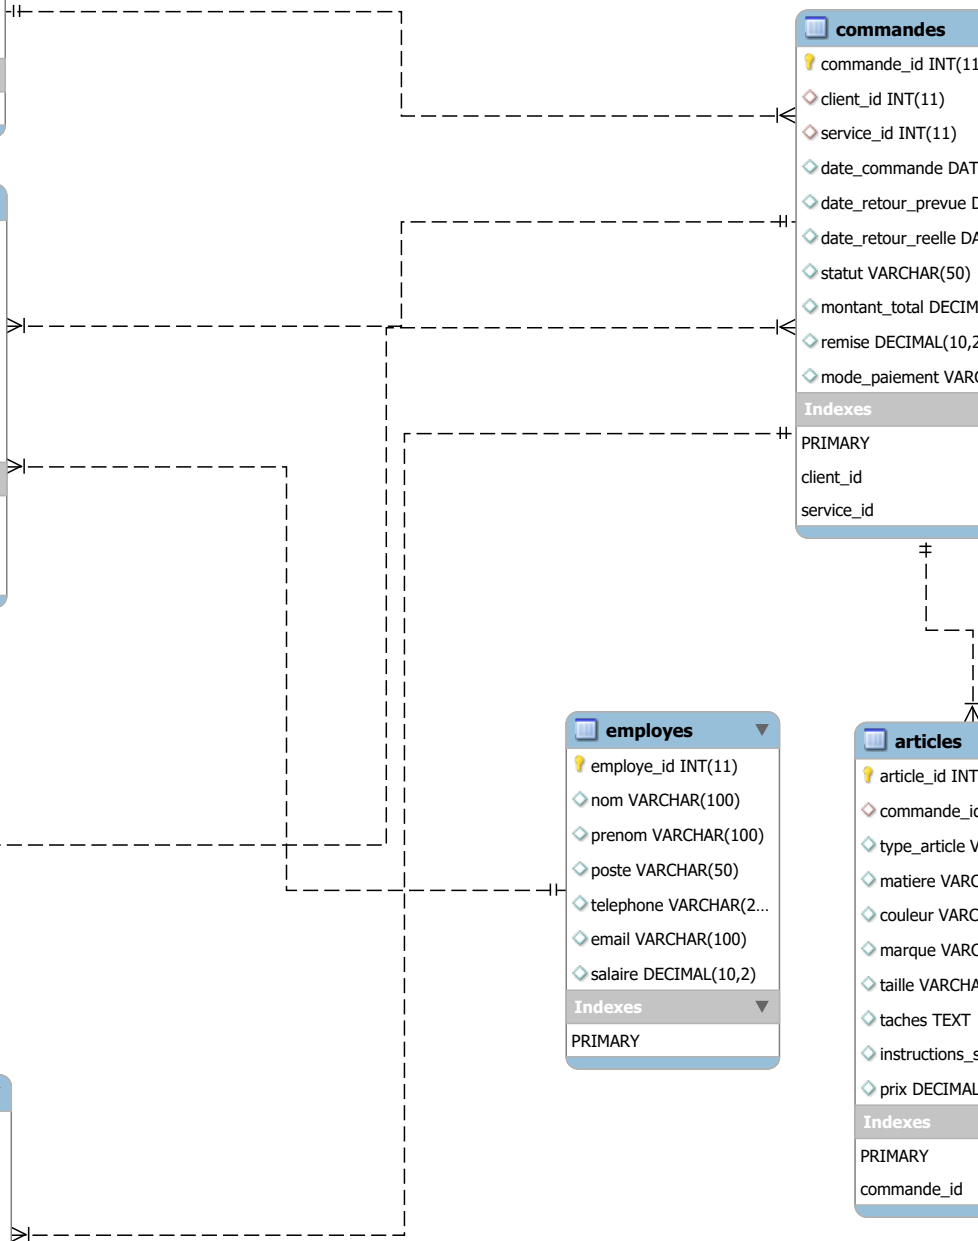 commandes
commande_id INT(11
client_id INT(11)
service_id INT(11)
date_commande DAT
date_retour_prevue D
date_retour_reelle DA
statut VARCHAR(50)
montant_total DECIM
remise DECIMAL(10,2
mode_paiement VARC
Indexes
PRIMARY
client_id
service_id
employes
employe_id INT(11)
nom VARCHAR(100)
prenom VARCHAR(100)
poste VARCHAR(50)
telephone VARCHAR(2...
email VARCHAR(100)
salaire DECIMAL(10,2)
Indexes
PRIMARY
articles
article_id INT
commande_id
type_article V
matiere VARC
couleur VARC
marque VARC
taille VARCHA
taches TEXT
instructions_s
prix DECIMAL
Indexes
PRIMARY
commande_id